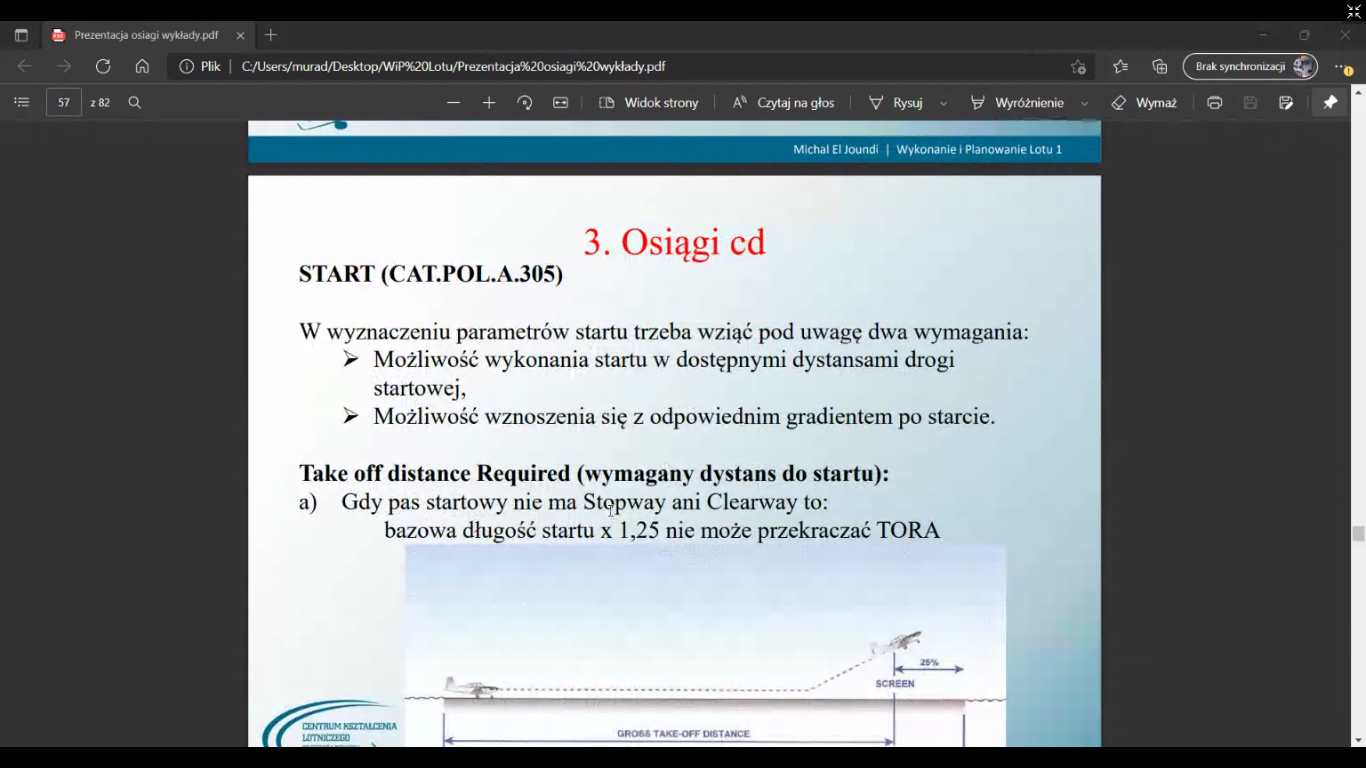 Prezentacja osiagi wykłady.pdf
Plik
C:/Users/murad/Desktop/WiP%20Lotu/Prezentacja%20osiagi%20wykłady.pdf
Brak synchronizacji
57 z 82
Widok strony
Czytaj na głos
Rysuj
Wyróżnienie
Wymaż
Michal El Joundi | Wykonanie i Planowanie Lotu 1
3. Osiągi cd
START (CAT.POL.A.305)
W wyznaczeniu parametrów startu trzeba wziąć pod uwagę dwa wymagania:
Możliwość wykonania startu w dostępnymi dystansami drogi
startowej,
Możliwość wznoszenia się z odpowiednim gradientem po starcie.
Take off distance Required (wymagany dystans do startu):
a) Gdy pas startowy nie ma Stopway ani Clearway to:
bazowa długość startu x 1,25 nie może przekraczać TORA
25%
SCREEN
GROSS TAKE-OFF DISTANCE
CENTRUM KSZTAŁCENIA
LOTNICZEGO